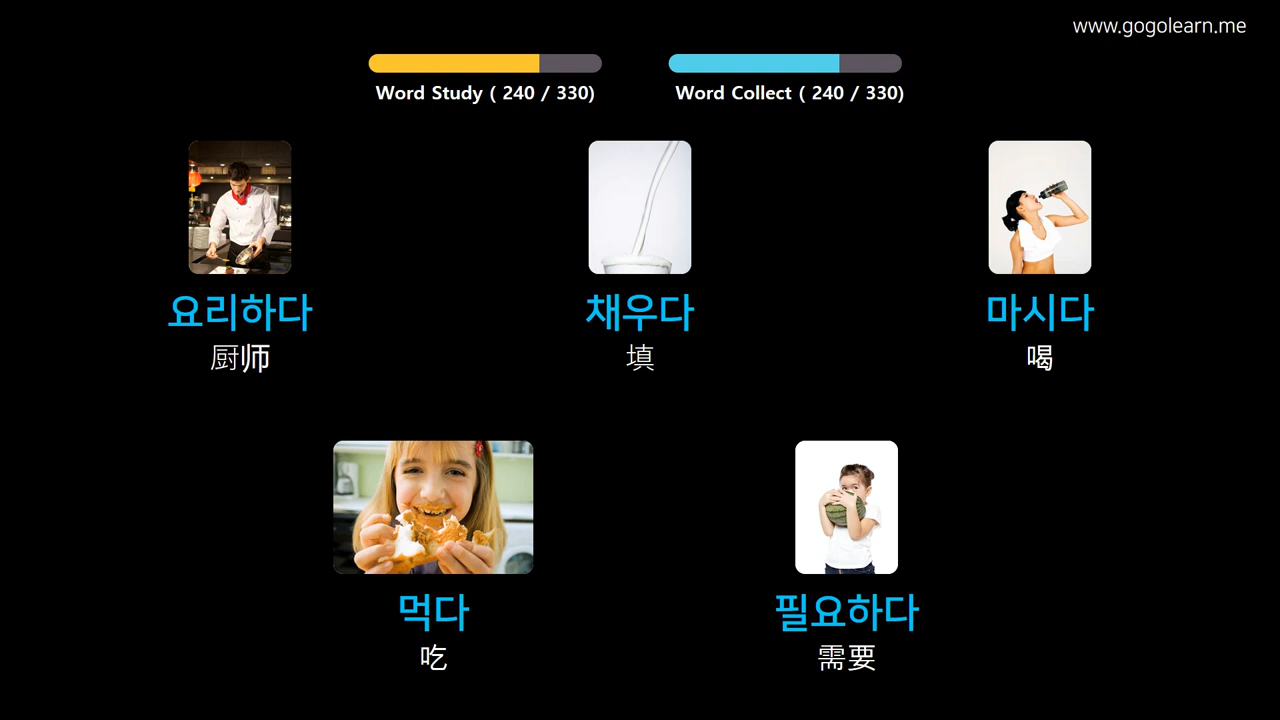 www.gogolearn.me
Word Study ( 240 / 330)
Word Collect ( 240 / 330)
요리하다
厨师
채우다
填
마시다
喝
먹다
吃
필요하다
需要